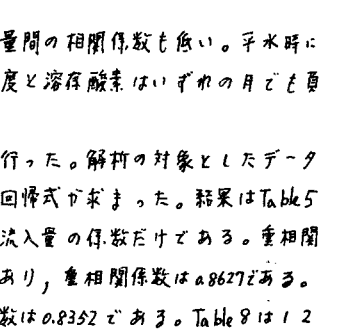 量間の相関係数も低い。平水時に
度と溶存酸素はいずれの月でも負
行った。解析の対象としたデータ
回帰式が求まった。結果はTable5
流入量の係数だけである。重相関
あり，重相関係数は0.8627である。
数は0.8352である。Table8は12